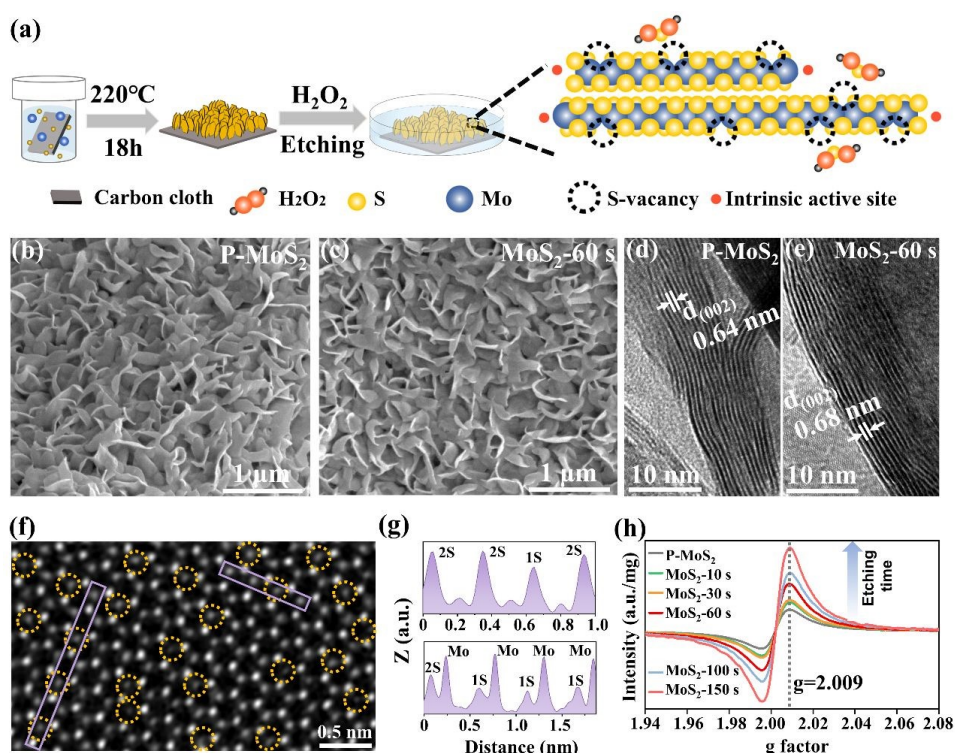 (a)
220℃
18h
H₂O₂
Etching
Carbon cloth
H₂O₂
S
Mo
S-vacancy
Intrinsic active site
(b)
P-MoS₂
1 μm
(c)
MoS₂-60 s
1 μm
(d)
P-MoS₂
d(002)
0.64 nm
10 nm
(e)
MoS₂-60 s
d(002)
0.68 nm
10 nm
(f)
0.5 nm
(g)
Z (a.u.)
2S 2S 1S 2S
0.0 0.2 0.4 0.6 0.8 1.0
2S Mo 1S Mo 1S Mo 1S Mo
0.0 0.5 1.0 1.5
Distance (nm)
(h)
Intensity (a.u./mg)
P-MoS₂
MoS₂-10 s
MoS₂-30 s
MoS₂-60 s
MoS₂-100 s
MoS₂-150 s
Etching
time
g=2.009
1.94 1.96 1.98 2.00 2.02 2.04 2.06 2.08
g factor